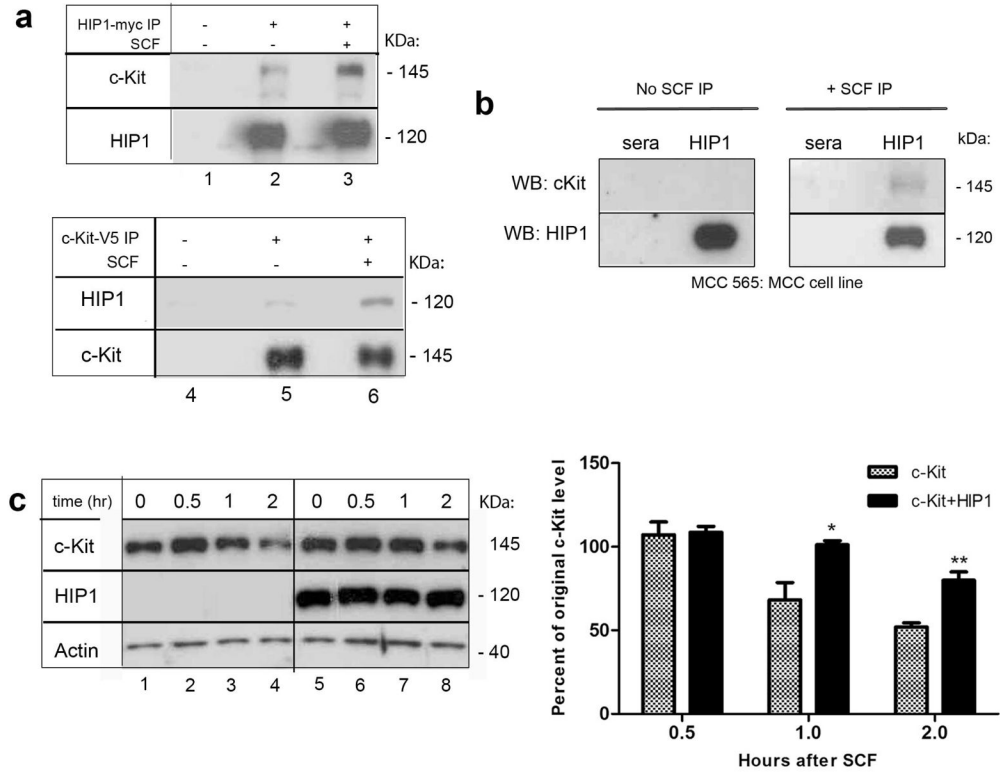 a
HIP1-myc IP - + +
SCF - - + KDa:
c-Kit - 145
HIP1 - 120
1 2 3
c-Kit-V5 IP - + +
SCF - - + KDa:
HIP1 - 120
c-Kit - 145
4 5 6
b
No SCF IP + SCF IP
sera HIP1 sera HIP1 kDa:
WB: cKit - 145
WB: HIP1 - 120
MCC 565: MCC cell line
c
time (hr) 0 0.5 1 2 0 0.5 1 2 KDa:
c-Kit 145
HIP1 - 120
Actin - 40
1 2 3 4 5 6 7 8
Percent of original c-Kit level
150
100
50
0
c-Kit
c-Kit+HIP1
*
**
0.5 1.0 2.0
Hours after SCF